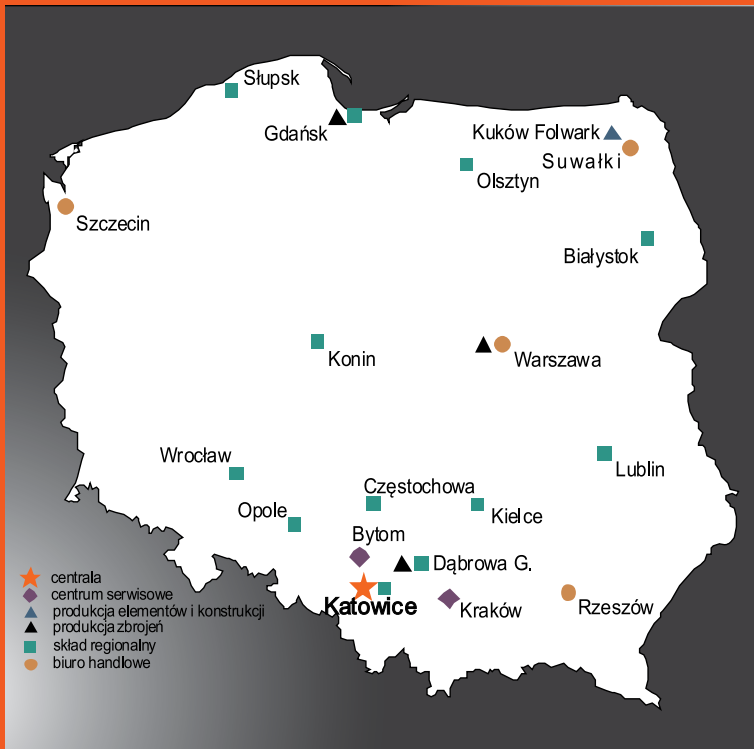 Słupsk
Gdańsk
Kuków Folwark
Suwałki
Olsztyn
Szczecin
Białystok
Konin
Warszawa
Wrocław
Lublin
Częstochowa
Opole
Kielce
Bytom
Dąbrowa G.
Katowice
Kraków
Rzeszów
centrala
centrum serwisowe
produkcja elementów i konstrukcji
produkcja zbrojeń
skład regionalny
biuro handlowe